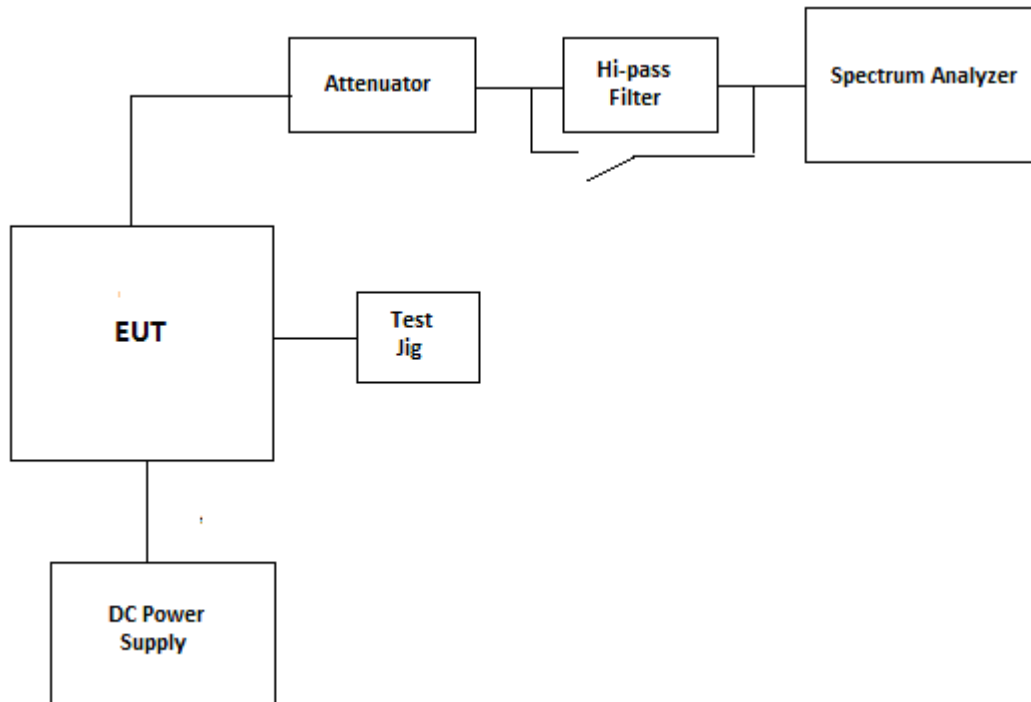 Attenuator
Hi-pass
Filter
Spectrum Analyzer
EUT
Test
Jig
DC Power
Supply